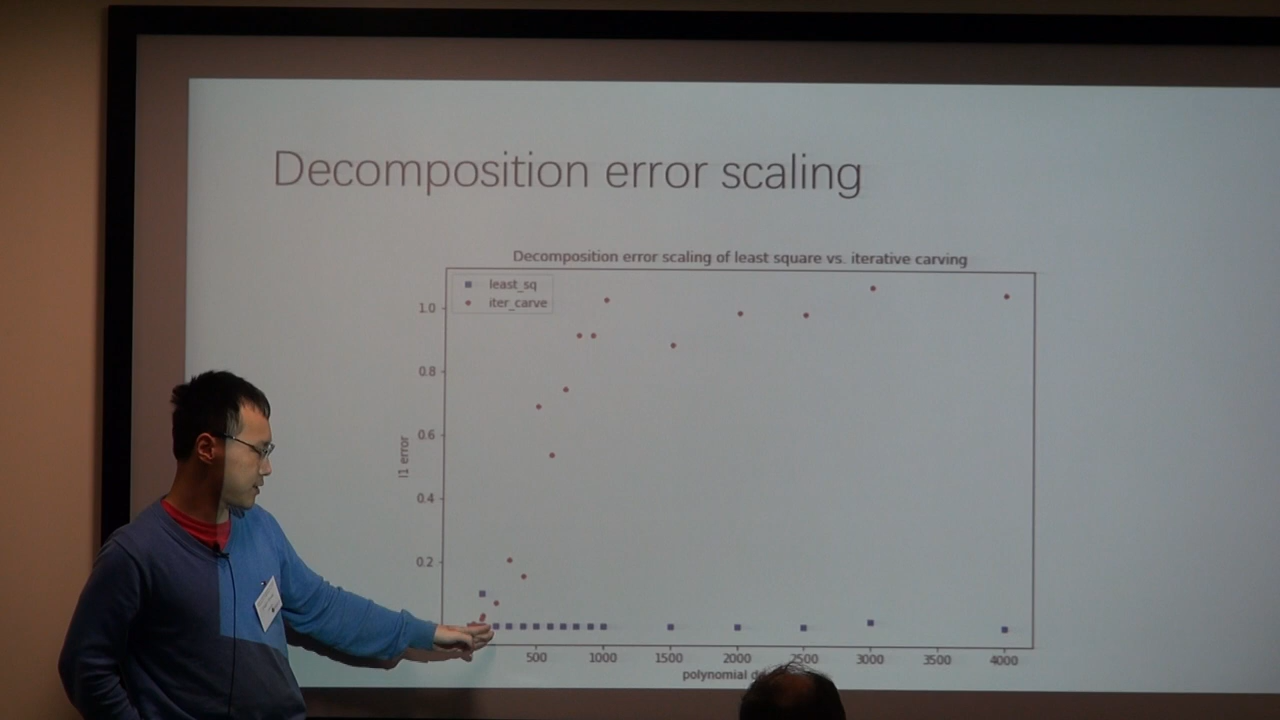 Decomposition error scaling
Decomposition error scaling of least square vs. iterative carving
least_sq
iter_carve
1.0
0.8
0.6
0.4
0.2
l1 error
500 1000 1500 2000 2500 3000 3500 4000
polynomial